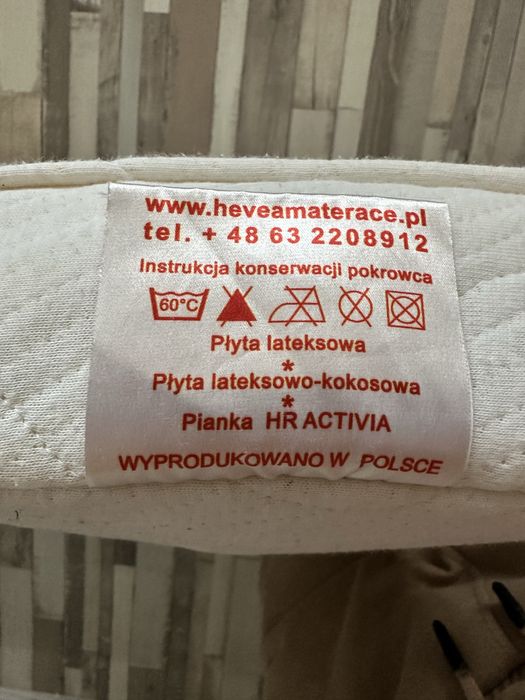 www.heveamaterace.pl
tel. + 48 63 2208912
Instrukcja konserwacji pokrowca
60°C
Płyta lateksowa
*
Płyta lateksowo-kokosowa
*
Pianka HR ACTIVIA
WYPRODUKOWANO W POLSCE